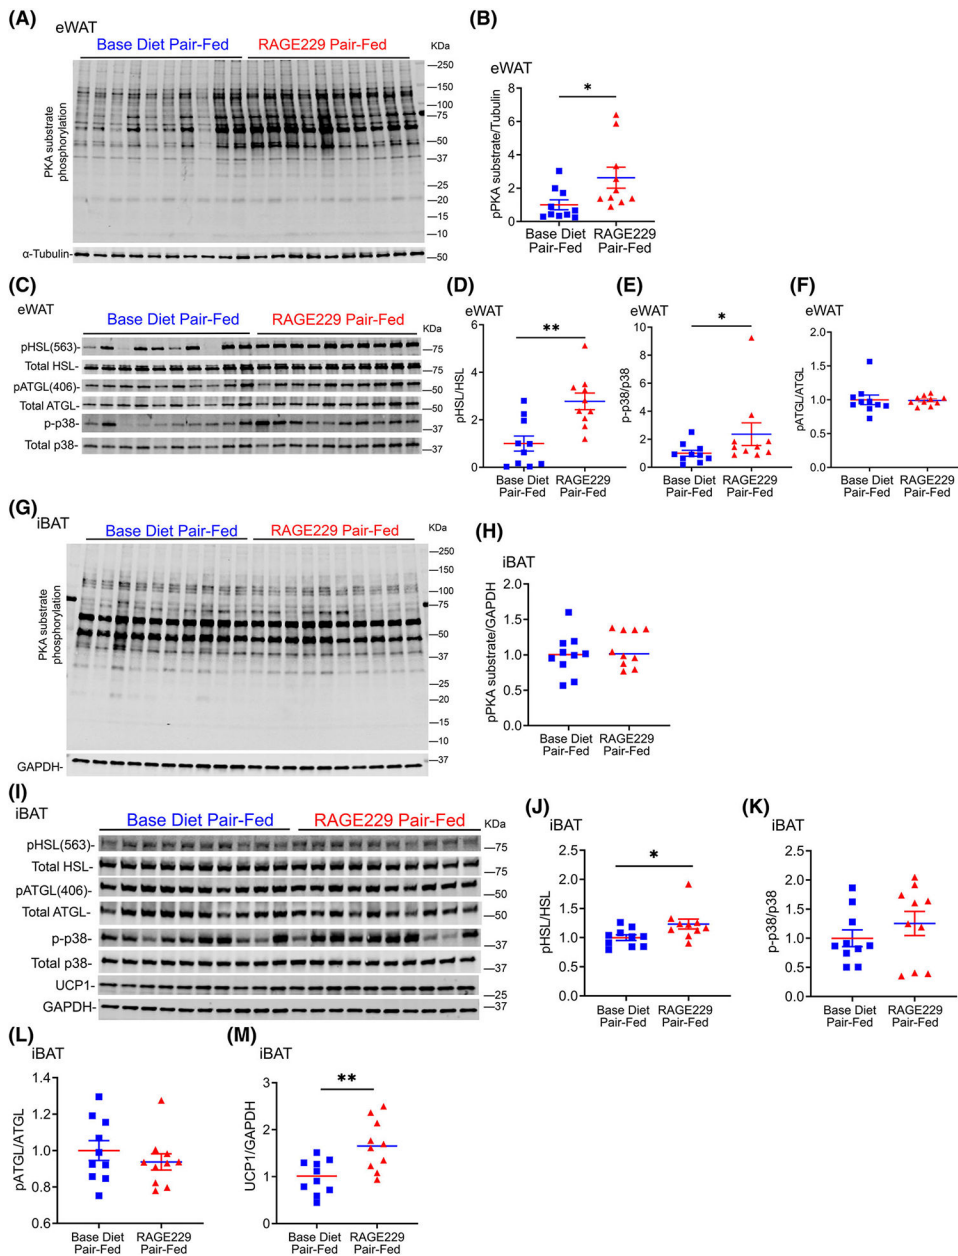 (A)
eWAT
Base Diet Pair-Fed
RAGE229 Pair-Fed
KDa
PKA substrate
phosphorylation
250
150
100
75
50
37
25
20
15
10
α-Tubulin-
50
(B)
eWAT
*
pPKA substrate/Tubulin
8
6
4
2
0
Base Diet
Pair-Fed
RAGE229
Pair-Fed
(C)
eWAT
Base Diet Pair-Fed
RAGE229 Pair-Fed
KDa
pHSL(563)-
75
Total HSL-
75
pATGL(406)-
50
Total ATGL-
50
p-p38-
37
Total p38-
37
(D)
eWAT
**
pHSL/HSL
6
4
2
0
Base Diet
Pair-Fed
RAGE229
Pair-Fed
(E)
eWAT
*
p-p38/p38
10
8
6
4
2
0
Base Diet
Pair-Fed
RAGE229
Pair-Fed
(F)
eWAT
pATGL/ATGL
2.0
1.5
1.0
0.5
0.0
Base Diet
Pair-Fed
RAGE229
Pair-Fed
(G)
iBAT
Base Diet Pair-Fed
RAGE229 Pair-Fed
KDa
PKA substrate
phosphorylation
250
150
100
75
50
37
25
20
15
10
GAPDH-
37
(H)
iBAT
pPKA substrate/GAPDH
2.0
1.5
1.0
0.5
0.0
Base Diet
Pair-Fed
RAGE229
Pair-Fed
(I)
iBAT
Base Diet Pair-Fed
RAGE229 Pair-Fed
KDa
pHSL(563)-
75
Total HSL-
75
pATGL(406)-
50
Total ATGL-
50
p-p38-
37
Total p38-
37
UCP1-
25
GAPDH-
37
(J)
iBAT
*
pHSL/HSL
2.0
1.5
1.0
0.5
0.0
Base Diet
Pair-Fed
RAGE229
Pair-Fed
(K)
iBAT
p-p38/p38
2.5
2.0
1.5
1.0
0.5
0.0
Base Diet
Pair-Fed
RAGE229
Pair-Fed
(L)
iBAT
pATGL/ATGL
1.4
1.2
1.0
0.8
0.6
Base Diet
Pair-Fed
RAGE229
Pair-Fed
(M)
iBAT
**
UCP1/GAPDH
3
2
1
0
Base Diet
Pair-Fed
RAGE229
Pair-Fed